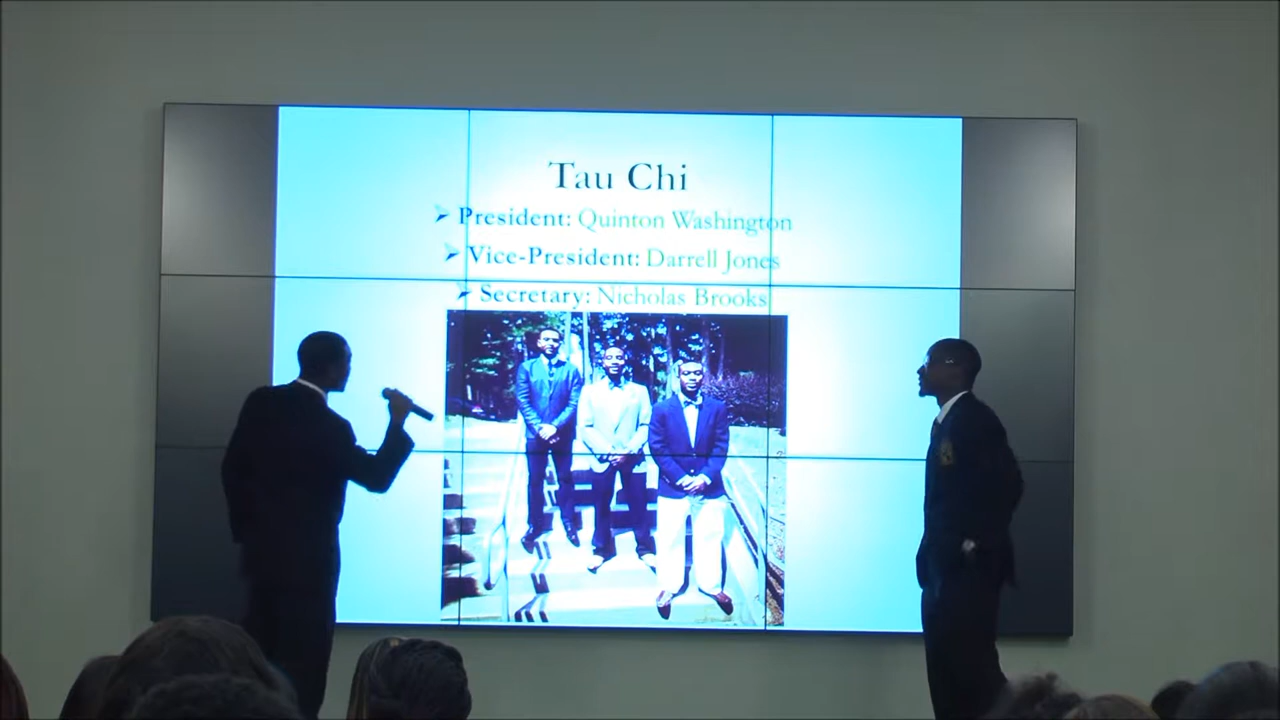 Tau Chi
President: Quinton Washington
Vice-President: Darrell Jones
Secretary: Nicholas Brooks